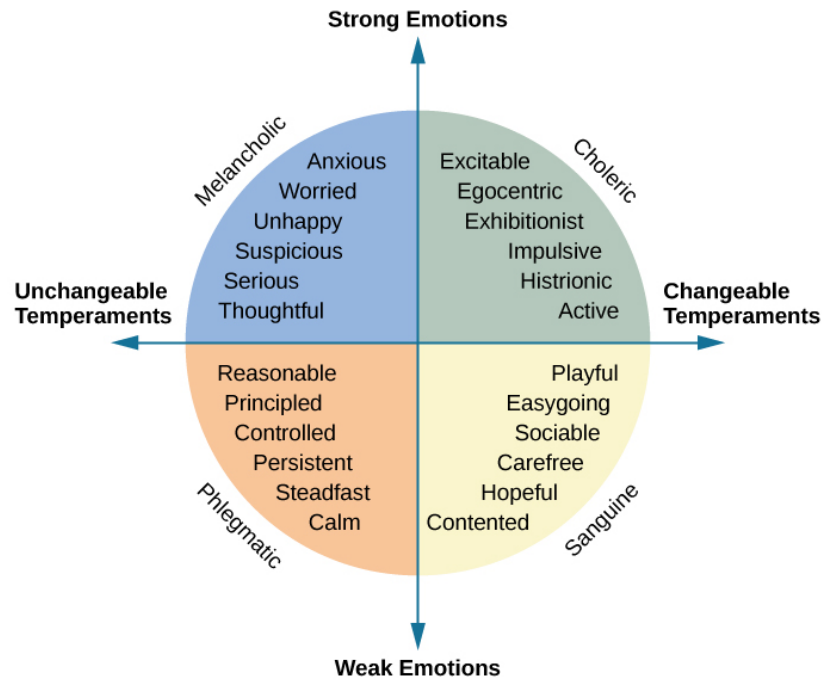 Strong Emotions
Melancholic
Anxious
Worried
Unhappy
Suspicious
Serious
Thoughtful
Choleric
Excitable
Egocentric
Exhibitionist
Impulsive
Histrionic
Active
Unchangeable
Temperaments
Changeable
Temperaments
Reasonable
Principled
Controlled
Persistent
Steadfast
Calm
Phlegmatic
Playful
Easygoing
Sociable
Carefree
Hopeful
Contented
Sanguine
Weak Emotions